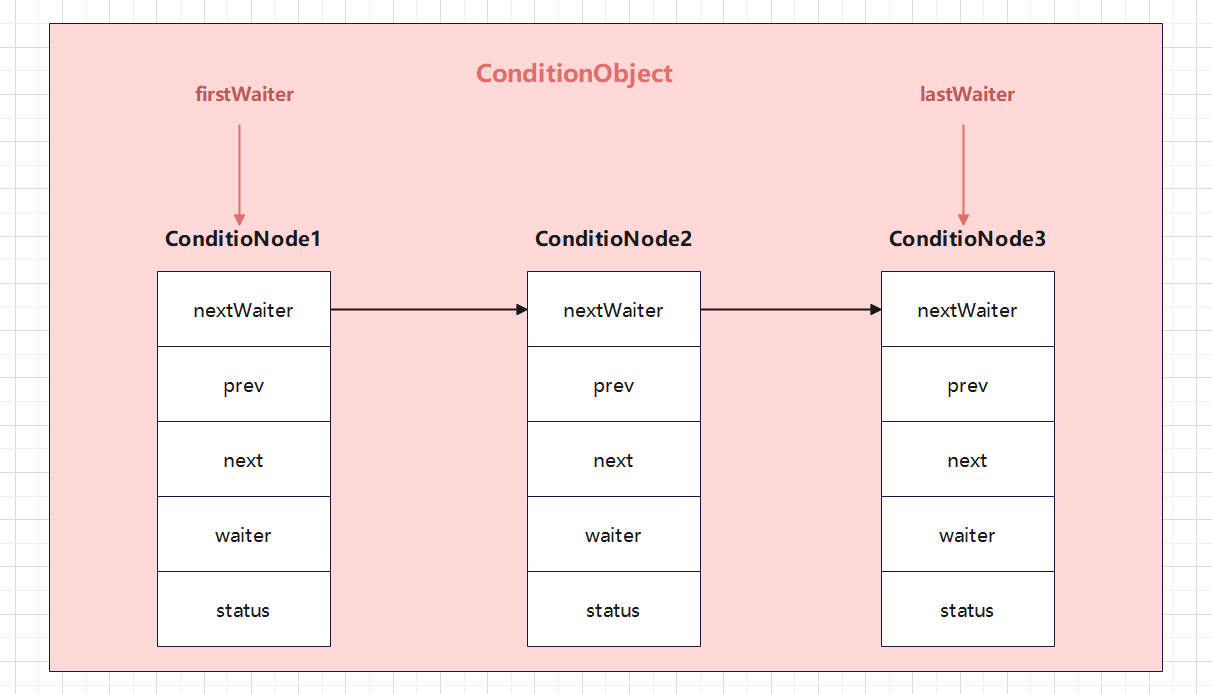 ConditionObject
firstWaiter
lastWaiter
ConditioNode1
ConditioNode2
ConditioNode3
nextWaiter
nextWaiter
nextWaiter
prev
prev
prev
next
next
next
waiter
waiter
waiter
status
status
status